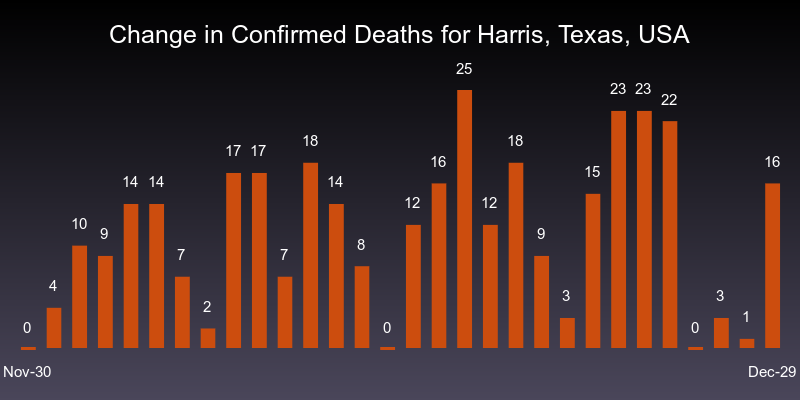 Change in Confirmed Deaths for Harris, Texas, USA
0 4 10 9 14 14 7 2 17 17 7 18 14 8 0 12 16 25 12 18 9 3 15 23 23 22 0 3 1 16
Nov-30 Dec-29